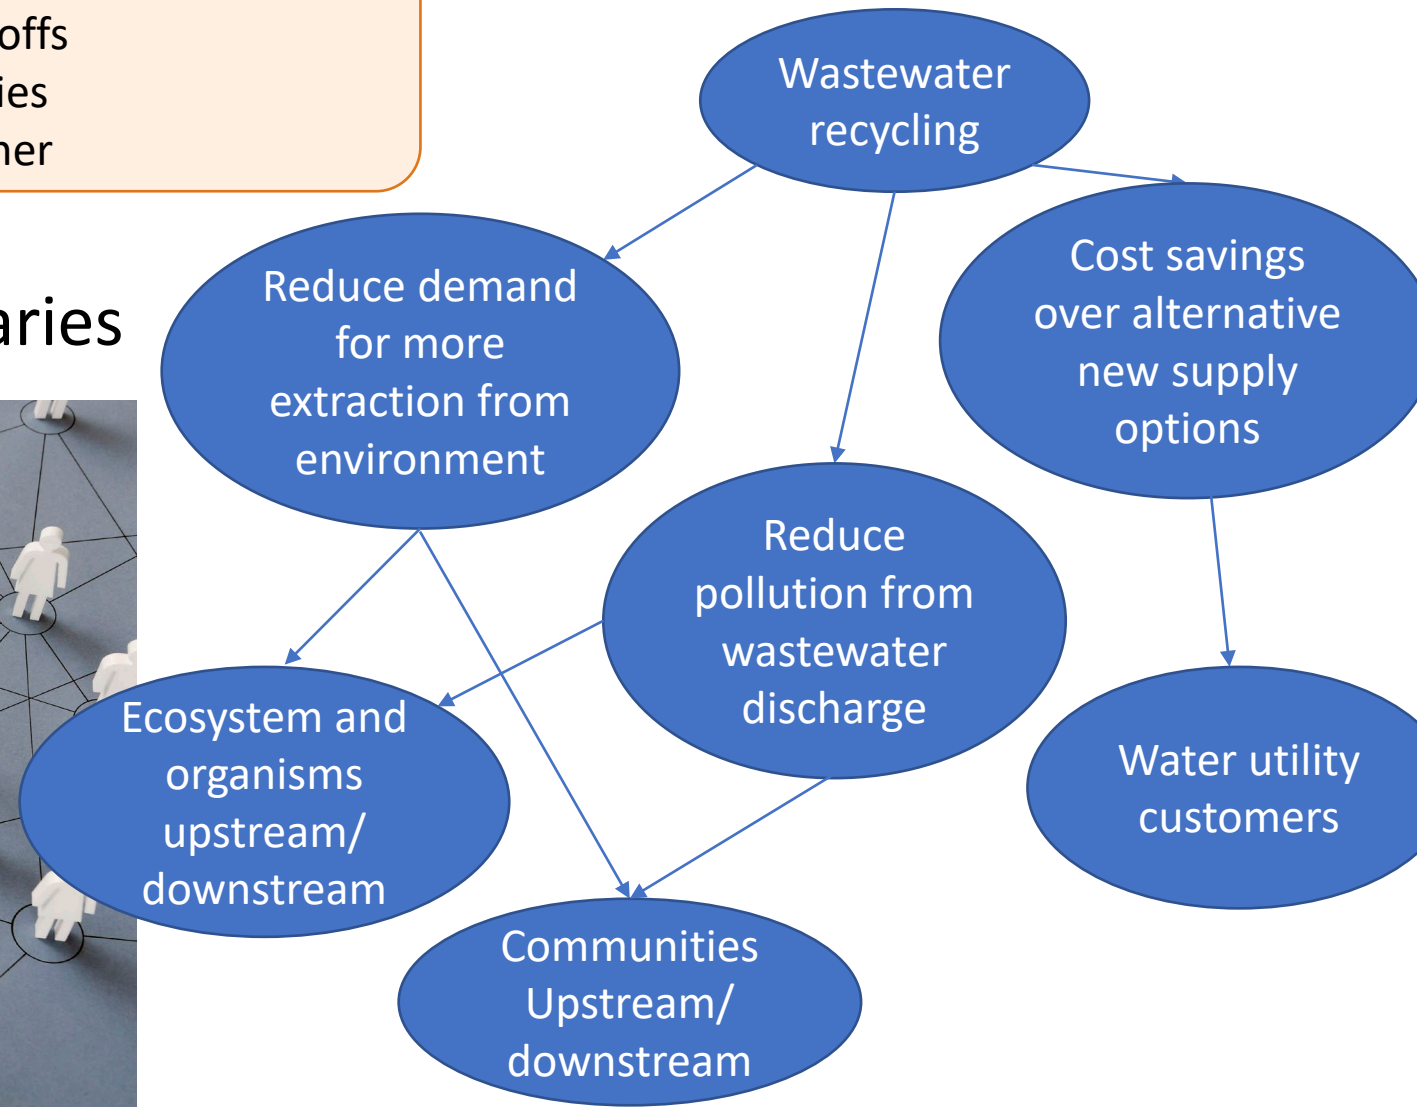 offs
ies
ner
aries
Wastewater
recycling
Reduce demand
for more
extraction from
environment
Cost savings
over alternative
new supply
options
Reduce
pollution from
wastewater
discharge
Ecosystem and
organisms
upstream/
downstream
Water utility
customers
Communities
Upstream/
downstream